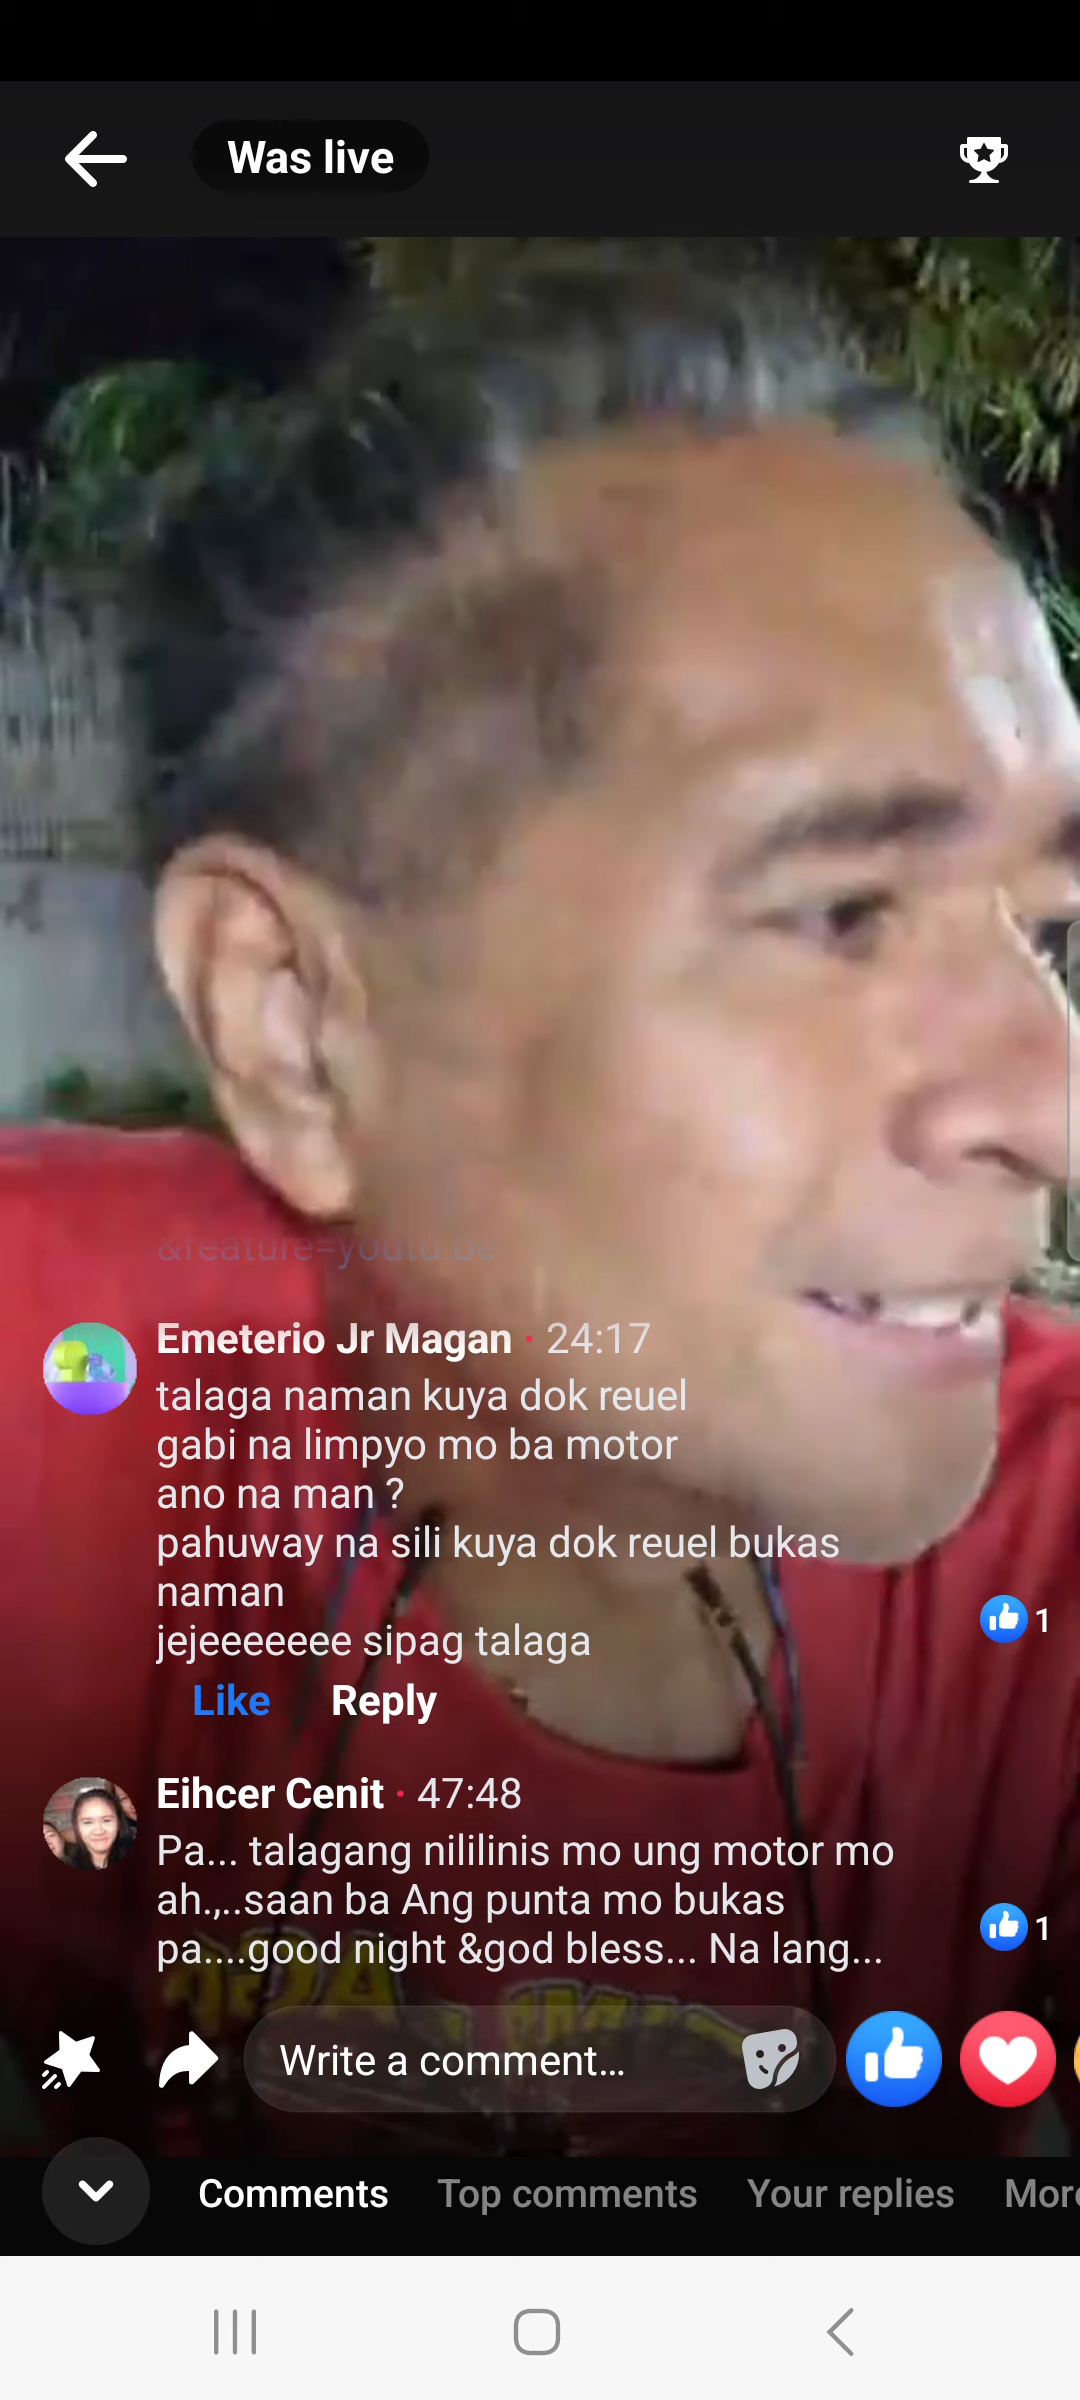 Was live
&feature=youtu.be
Emeterio Jr Magan · 24:17
talaga naman kuya dok reuel
gabi na limpyo mo ba motor
ano na man ?
pahuway na sili kuya dok reuel bukas
naman
jejeeeeeee sipag talaga
1
Like Reply
Eihcer Cenit · 47:48
Pa... talagang nililinis mo ung motor mo
ah.,..saan ba Ang punta mo bukas
pa....good night &god bless... Na lang...
1
Write a comment...
Comments Top comments Your replies More